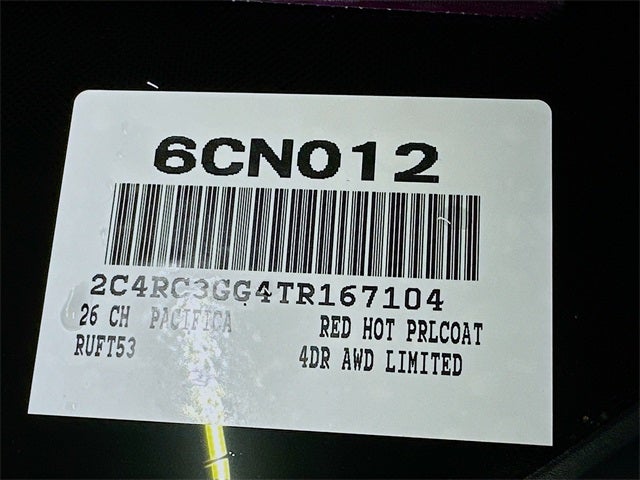 6CN012
2C4RC3GG4TR167104
26 CH PACIFICA RED HOT PRLCOAT
RUFT53 4DR AWD LIMITED